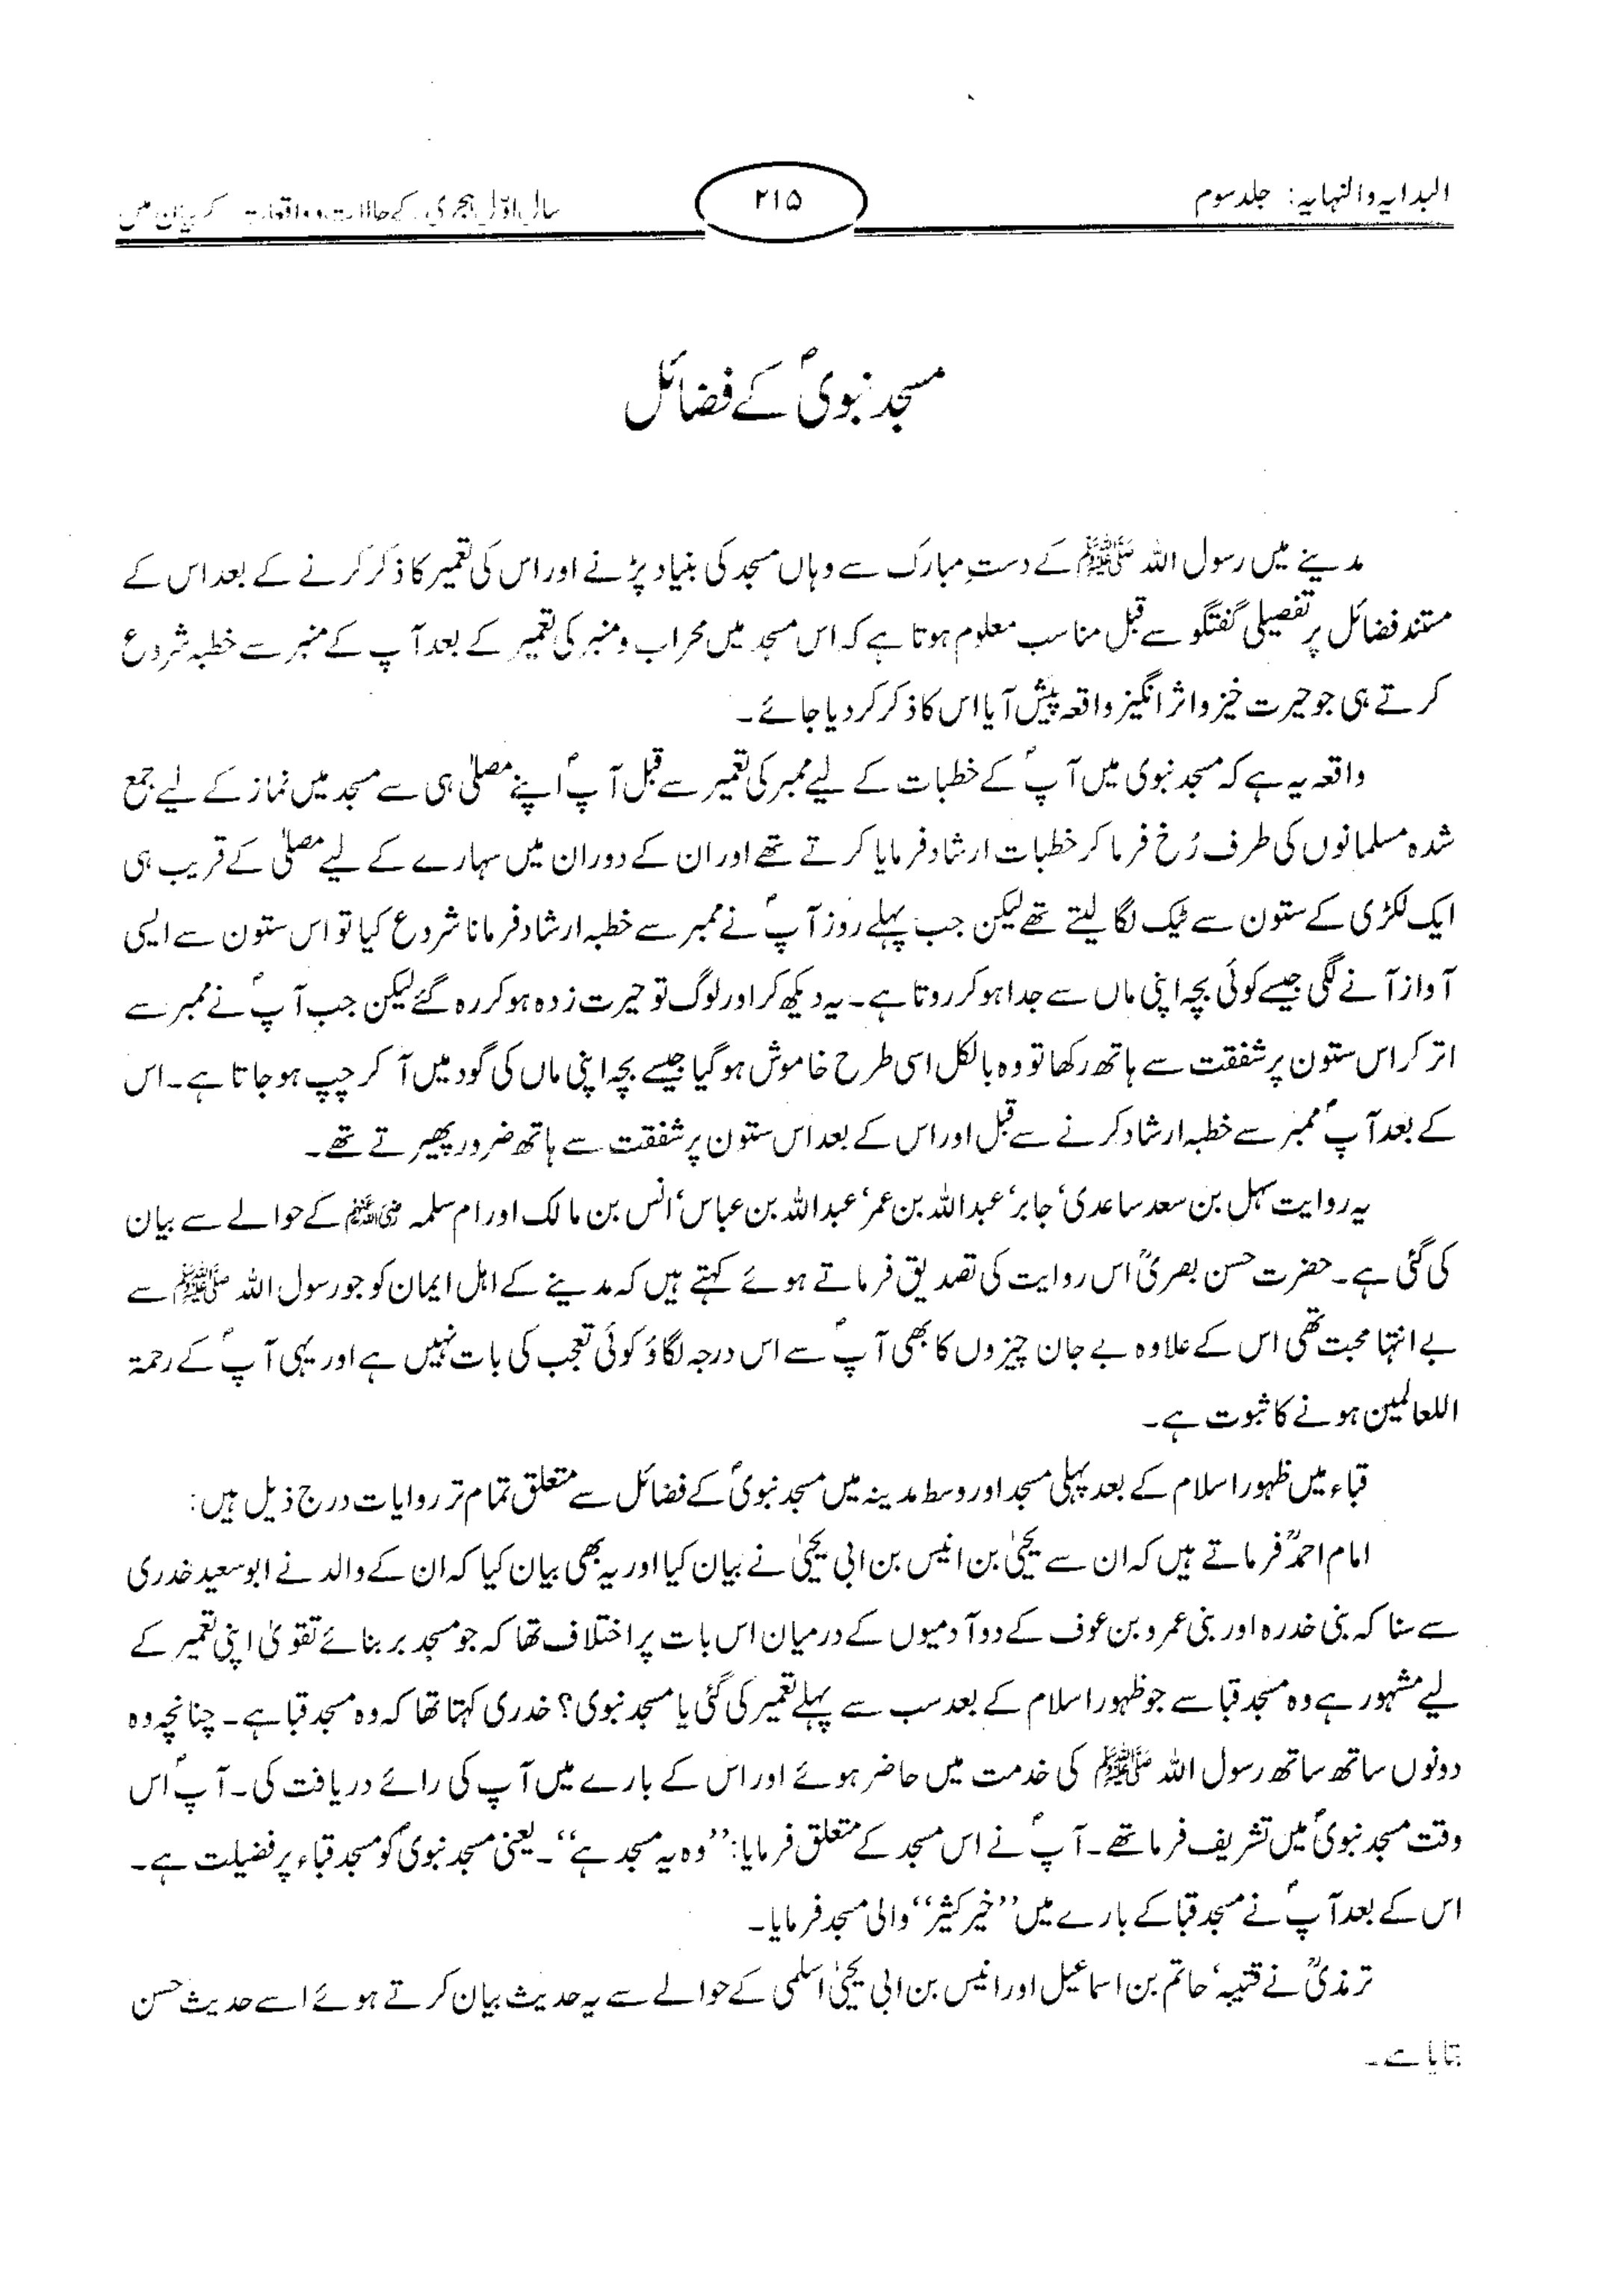 البدایہ والنہایہ: جلد سوم
۲۱۵
سال اوّل ہجری کے حالات و واقعات کے بیان میں
مسجد نبویؐ کے فضائل
مدینے میں رسول اللہ ﷺ کے دستِ مبارک سے وہاں مسجد کی بنیاد پڑنے اور اس کی تعمیر کا ذکر کرنے کے بعد اس کے
مستند فضائل پر تفصیلی گفتگو سے قبل مناسب معلوم ہوتا ہے کہ اس مسجد میں محراب و منبر کی تعمیر کے بعد آپ کے منبر سے خطبہ شروع
کرتے ہی جو حیرت خیز و اثر انگیز واقعہ پیش آیا اس کا ذکر کر دیا جائے۔
واقعہ یہ ہے کہ مسجد نبوی میں آپؐ کے خطبات کے لیے ممبر کی تعمیر سے قبل آپؐ اپنے مصلیٰ ہی سے مسجد میں نماز کے لیے جمع
شدہ مسلمانوں کی طرف رُخ فرما کر خطبات ارشاد فرمایا کرتے تھے اور ان کے دوران میں سہارے کے لیے مصلیٰ کے قریب ہی
ایک لکڑی کے ستون سے ٹیک لگا لیتے تھے لیکن جب پہلے روز آپؐ نے ممبر سے خطبہ ارشاد فرمانا شروع کیا تو اس ستون سے ایسی
آواز آنے لگی جیسے کوئی بچہ اپنی ماں سے جدا ہو کر روتا ہے۔ یہ دیکھ کر اور لوگ تو حیرت زدہ ہو کر رہ گئے لیکن جب آپؐ نے ممبر سے
اتر کر اس ستون پر شفقت سے ہاتھ رکھا تو وہ بالکل اسی طرح خاموش ہو گیا جیسے بچہ اپنی ماں کی گود میں آ کر چپ ہو جاتا ہے۔ اس
کے بعد آپؐ ممبر سے خطبہ ارشاد کرنے سے قبل اور اس کے بعد اس ستون پر شفقت سے ہاتھ ضرور پھیرتے تھے۔
یہ روایت سہل بن سعد ساعدی‘ جابر‘ عبداللہ بن عمر‘ عبداللہ بن عباس‘ انس بن مالک اور ام سلمہ رضی اللہ عنہم کے حوالے سے بیان
کی گئی ہے۔ حضرت حسن بصریؒ اس روایت کی تصدیق فرماتے ہوئے کہتے ہیں کہ مدینے کے اہل ایمان کو جو رسول اللہ ﷺ سے
بے انتہا محبت تھی اس کے علاوہ بے جان چیزوں کا بھی آپؐ سے اس درجہ لگاؤ کوئی تعجب کی بات نہیں ہے اور یہی آپؐ کے رحمۃ
اللعالمین ہونے کا ثبوت ہے۔
قباء میں ظہور اسلام کے بعد پہلی مسجد اور وسط مدینہ میں مسجد نبویؐ کے فضائل سے متعلق تمام تر روایات درج ذیل ہیں:
امام احمدؒ فرماتے ہیں کہ ان سے یحییٰ بن انیس بن ابی یحییٰ نے بیان کیا اور یہ بھی بیان کیا کہ ان کے والد نے ابو سعید خدری
سے سنا کہ بنی خدرہ اور بنی عمرو بن عوف کے دو آدمیوں کے درمیان اس بات پر اختلاف تھا کہ جو مسجد بر بنائے تقویٰ اپنی تعمیر کے
لیے مشہور ہے وہ مسجد قبا سے جو ظہور اسلام کے بعد سب سے پہلے تعمیر کی گئی یا مسجد نبوی؟ خدری کہتا تھا کہ وہ مسجد قبا ہے۔ چنانچہ وہ
دونوں ساتھ ساتھ رسول اللہ ﷺ کی خدمت میں حاضر ہوئے اور اس کے بارے میں آپ کی رائے دریافت کی۔ آپؐ اس
وقت مسجد نبویؐ میں تشریف فرما تھے۔ آپؐ نے اس مسجد کے متعلق فرمایا: ’’وہ یہ مسجد ہے‘‘۔ یعنی مسجد نبویؐ کو مسجد قباء پر فضیلت ہے۔
اس کے بعد آپؐ نے مسجد قبا کے بارے میں ’’خیر کثیر‘‘ والی مسجد فرمایا۔
ترمذیؒ نے قتیبہ‘ حاتم بن اسماعیل اور انیس بن ابی یحییٰ اسلمی کے حوالے سے یہ حدیث بیان کرتے ہوئے اسے حدیث حسن
بتایا ہے۔